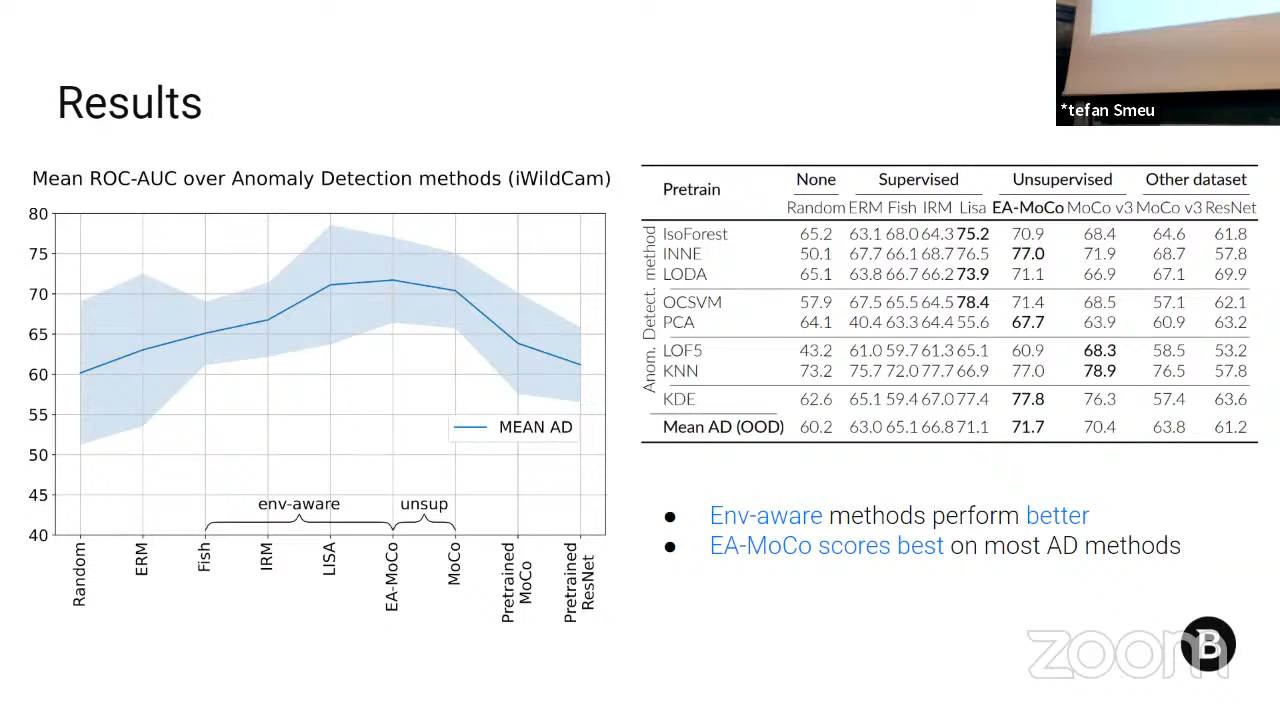 *tefan Smeu
Results
Mean ROC-AUC over Anomaly Detection methods (iWildCam)
80
75
70
65
60
55
50
45
40
MEAN AD
env-aware
unsup
Random
ERM
Fish
IRM
LISA
EA-MoCo
MoCo
Pretrained
MoCo
Pretrained
ResNet
Pretrain None Supervised Unsupervised Other dataset
Random ERM Fish IRM Lisa EA-MoCo MoCo v3 MoCo v3 ResNet
Anom. Detect. method
IsoForest 65.2 63.1 68.0 64.3 75.2 70.9 68.4 64.6 61.8
INNE 50.1 67.7 66.1 68.7 76.5 77.0 71.9 68.7 57.8
LODA 65.1 63.8 66.7 66.2 73.9 71.1 66.9 67.1 69.9
OCSVM 57.9 67.5 65.5 64.5 78.4 71.4 68.5 57.1 62.1
PCA 64.1 40.4 63.3 64.4 55.6 67.7 63.9 60.9 63.2
LOF5 43.2 61.0 59.7 61.3 65.1 60.9 68.3 58.5 53.2
KNN 73.2 75.7 72.0 77.7 66.9 77.0 78.9 76.5 57.8
KDE 62.6 65.1 59.4 67.0 77.4 77.8 76.3 57.4 63.6
Mean AD (OOD) 60.2 63.0 65.1 66.8 71.1 71.7 70.4 63.8 61.2
● Env-aware methods perform better
● EA-MoCo scores best on most AD methods
zoom
B